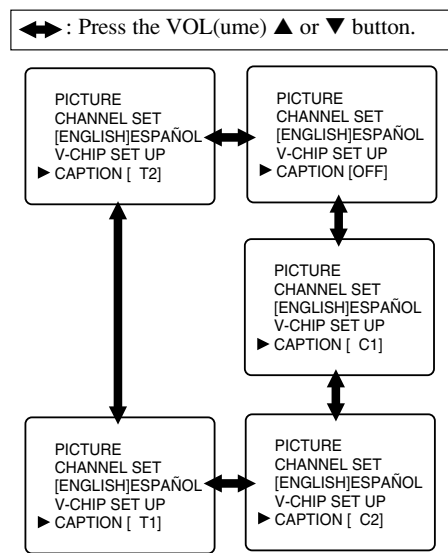 ◄►: Press the VOL(ume) ▲ or ▼ button.
PICTURE
CHANNEL SET
[ENGLISH]ESPAÑOL
V-CHIP SET UP
► CAPTION [ T2]
PICTURE
CHANNEL SET
[ENGLISH]ESPAÑOL
V-CHIP SET UP
► CAPTION [OFF]
PICTURE
CHANNEL SET
[ENGLISH]ESPAÑOL
V-CHIP SET UP
► CAPTION [ C1]
PICTURE
CHANNEL SET
[ENGLISH]ESPAÑOL
V-CHIP SET UP
► CAPTION [ T1]
PICTURE
CHANNEL SET
[ENGLISH]ESPAÑOL
V-CHIP SET UP
► CAPTION [ C2]